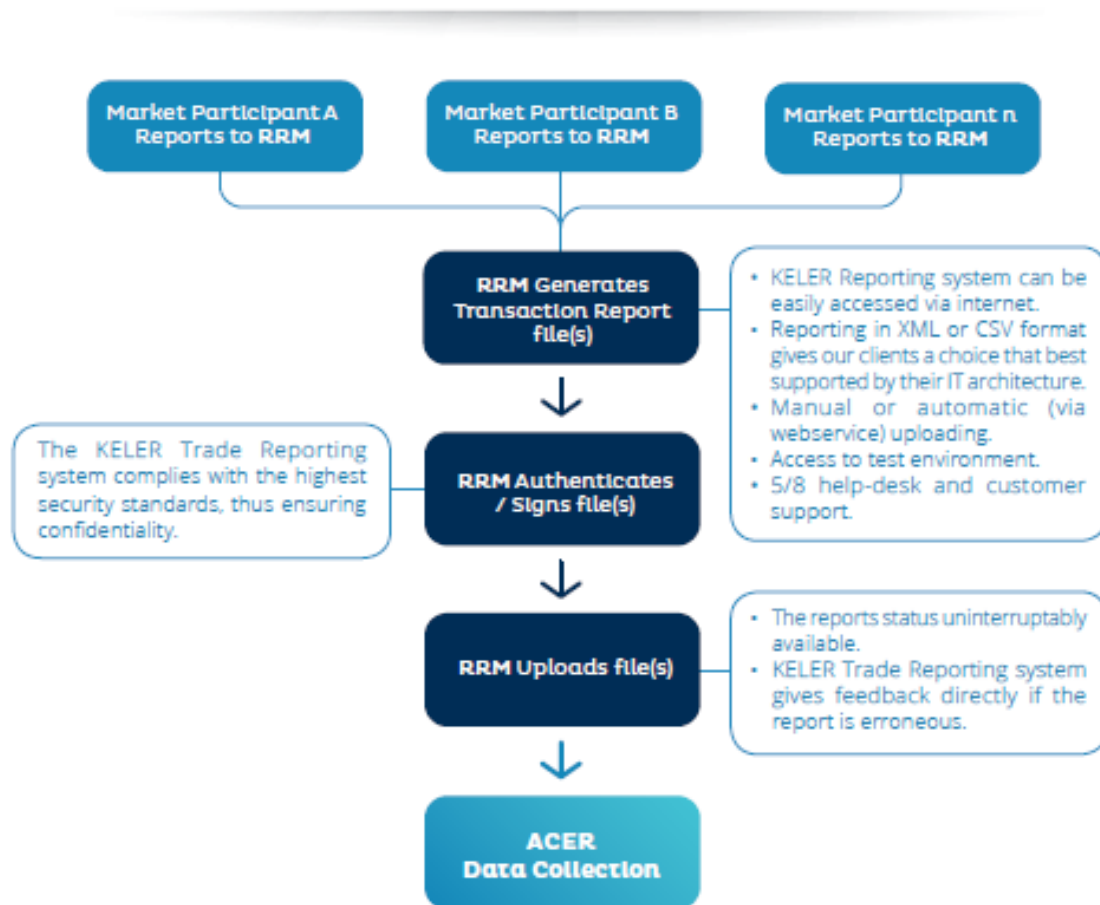 Market Participant A
Reports to RRM
Market Participant B
Reports to RRM
Market Participant n
Reports to RRM
RRM Generates
Transaction Report
file(s)
• KELER Reporting system can be
easily accessed via internet.
• Reporting in XML or CSV format
gives our clients a choice that best
supported by their IT architecture.
• Manual or automatic (via
webservice) uploading.
• Access to test environment.
• 5/8 help-desk and customer
support.
The KELER Trade Reporting
system complies with the highest
security standards, thus ensuring
confidentiality.
RRM Authenticates
/ Signs file(s)
RRM Uploads file(s)
• The reports status uninterruptably
available.
• KELER Trade Reporting system
gives feedback directly if the
report is erroneous.
ACER
Data Collection